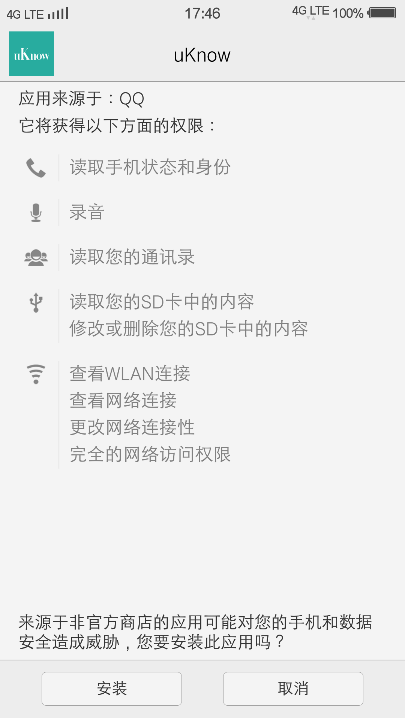 4G LTE 17:46 4G LTE 100%
uKnow uKnow
应用来源于：QQ
它将获得以下方面的权限：
读取手机状态和身份
录音
读取您的通讯录
读取您的SD卡中的内容
修改或删除您的SD卡中的内容
查看WLAN连接
查看网络连接
更改网络连接性
完全的网络访问权限
来源于非官方商店的应用可能对您的手机和数据
安全造成威胁，您要安装此应用吗？
安装 取消